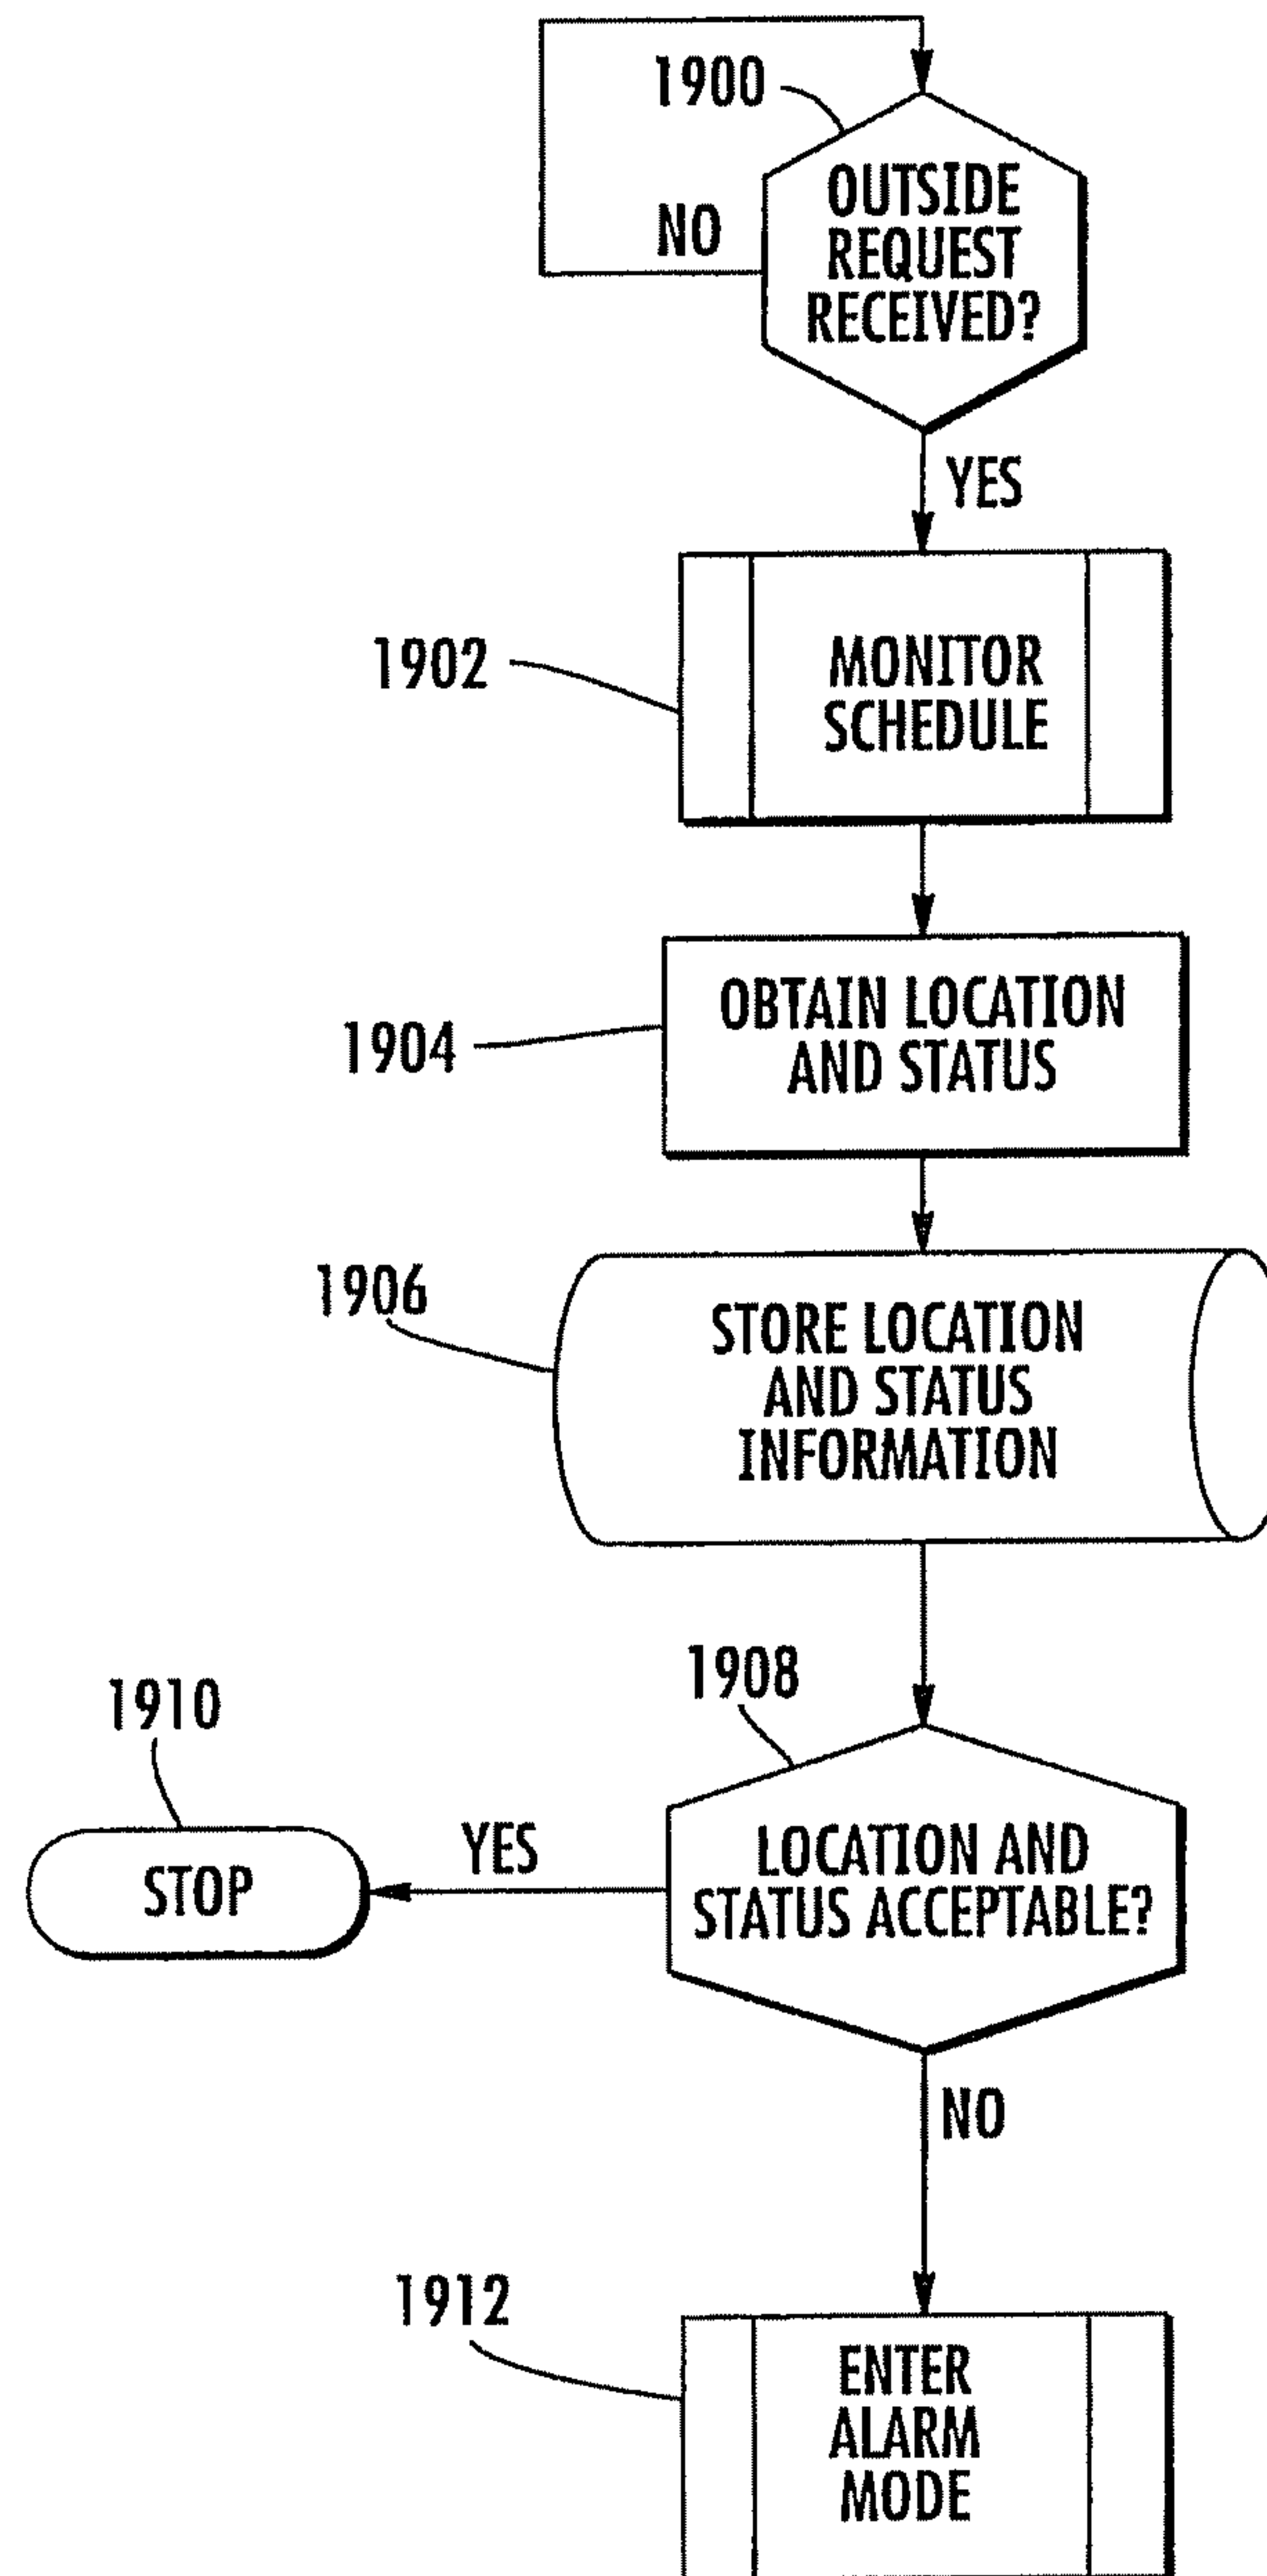 1900
OUTSIDE
REQUEST
RECEIVED?
NO
YES
1902
MONITOR
SCHEDULE
1904
OBTAIN LOCATION
AND STATUS
1906
STORE LOCATION
AND STATUS
INFORMATION
1908
LOCATION AND
STATUS ACCEPTABLE?
YES
1910
STOP
NO
1912
ENTER
ALARM
MODE